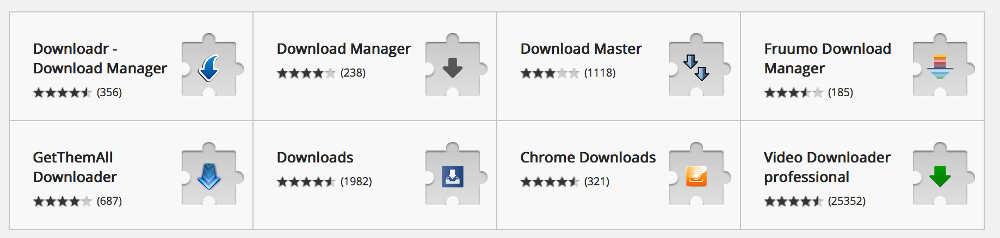 Downloadr -
Download Manager
(356)
Download Manager
(238)
Download Master
(1118)
Fruumo Download
Manager
(185)
GetThemAll
Downloader
(687)
Downloads
(1982)
Chrome Downloads
(321)
Video Downloader
professional
(25352)